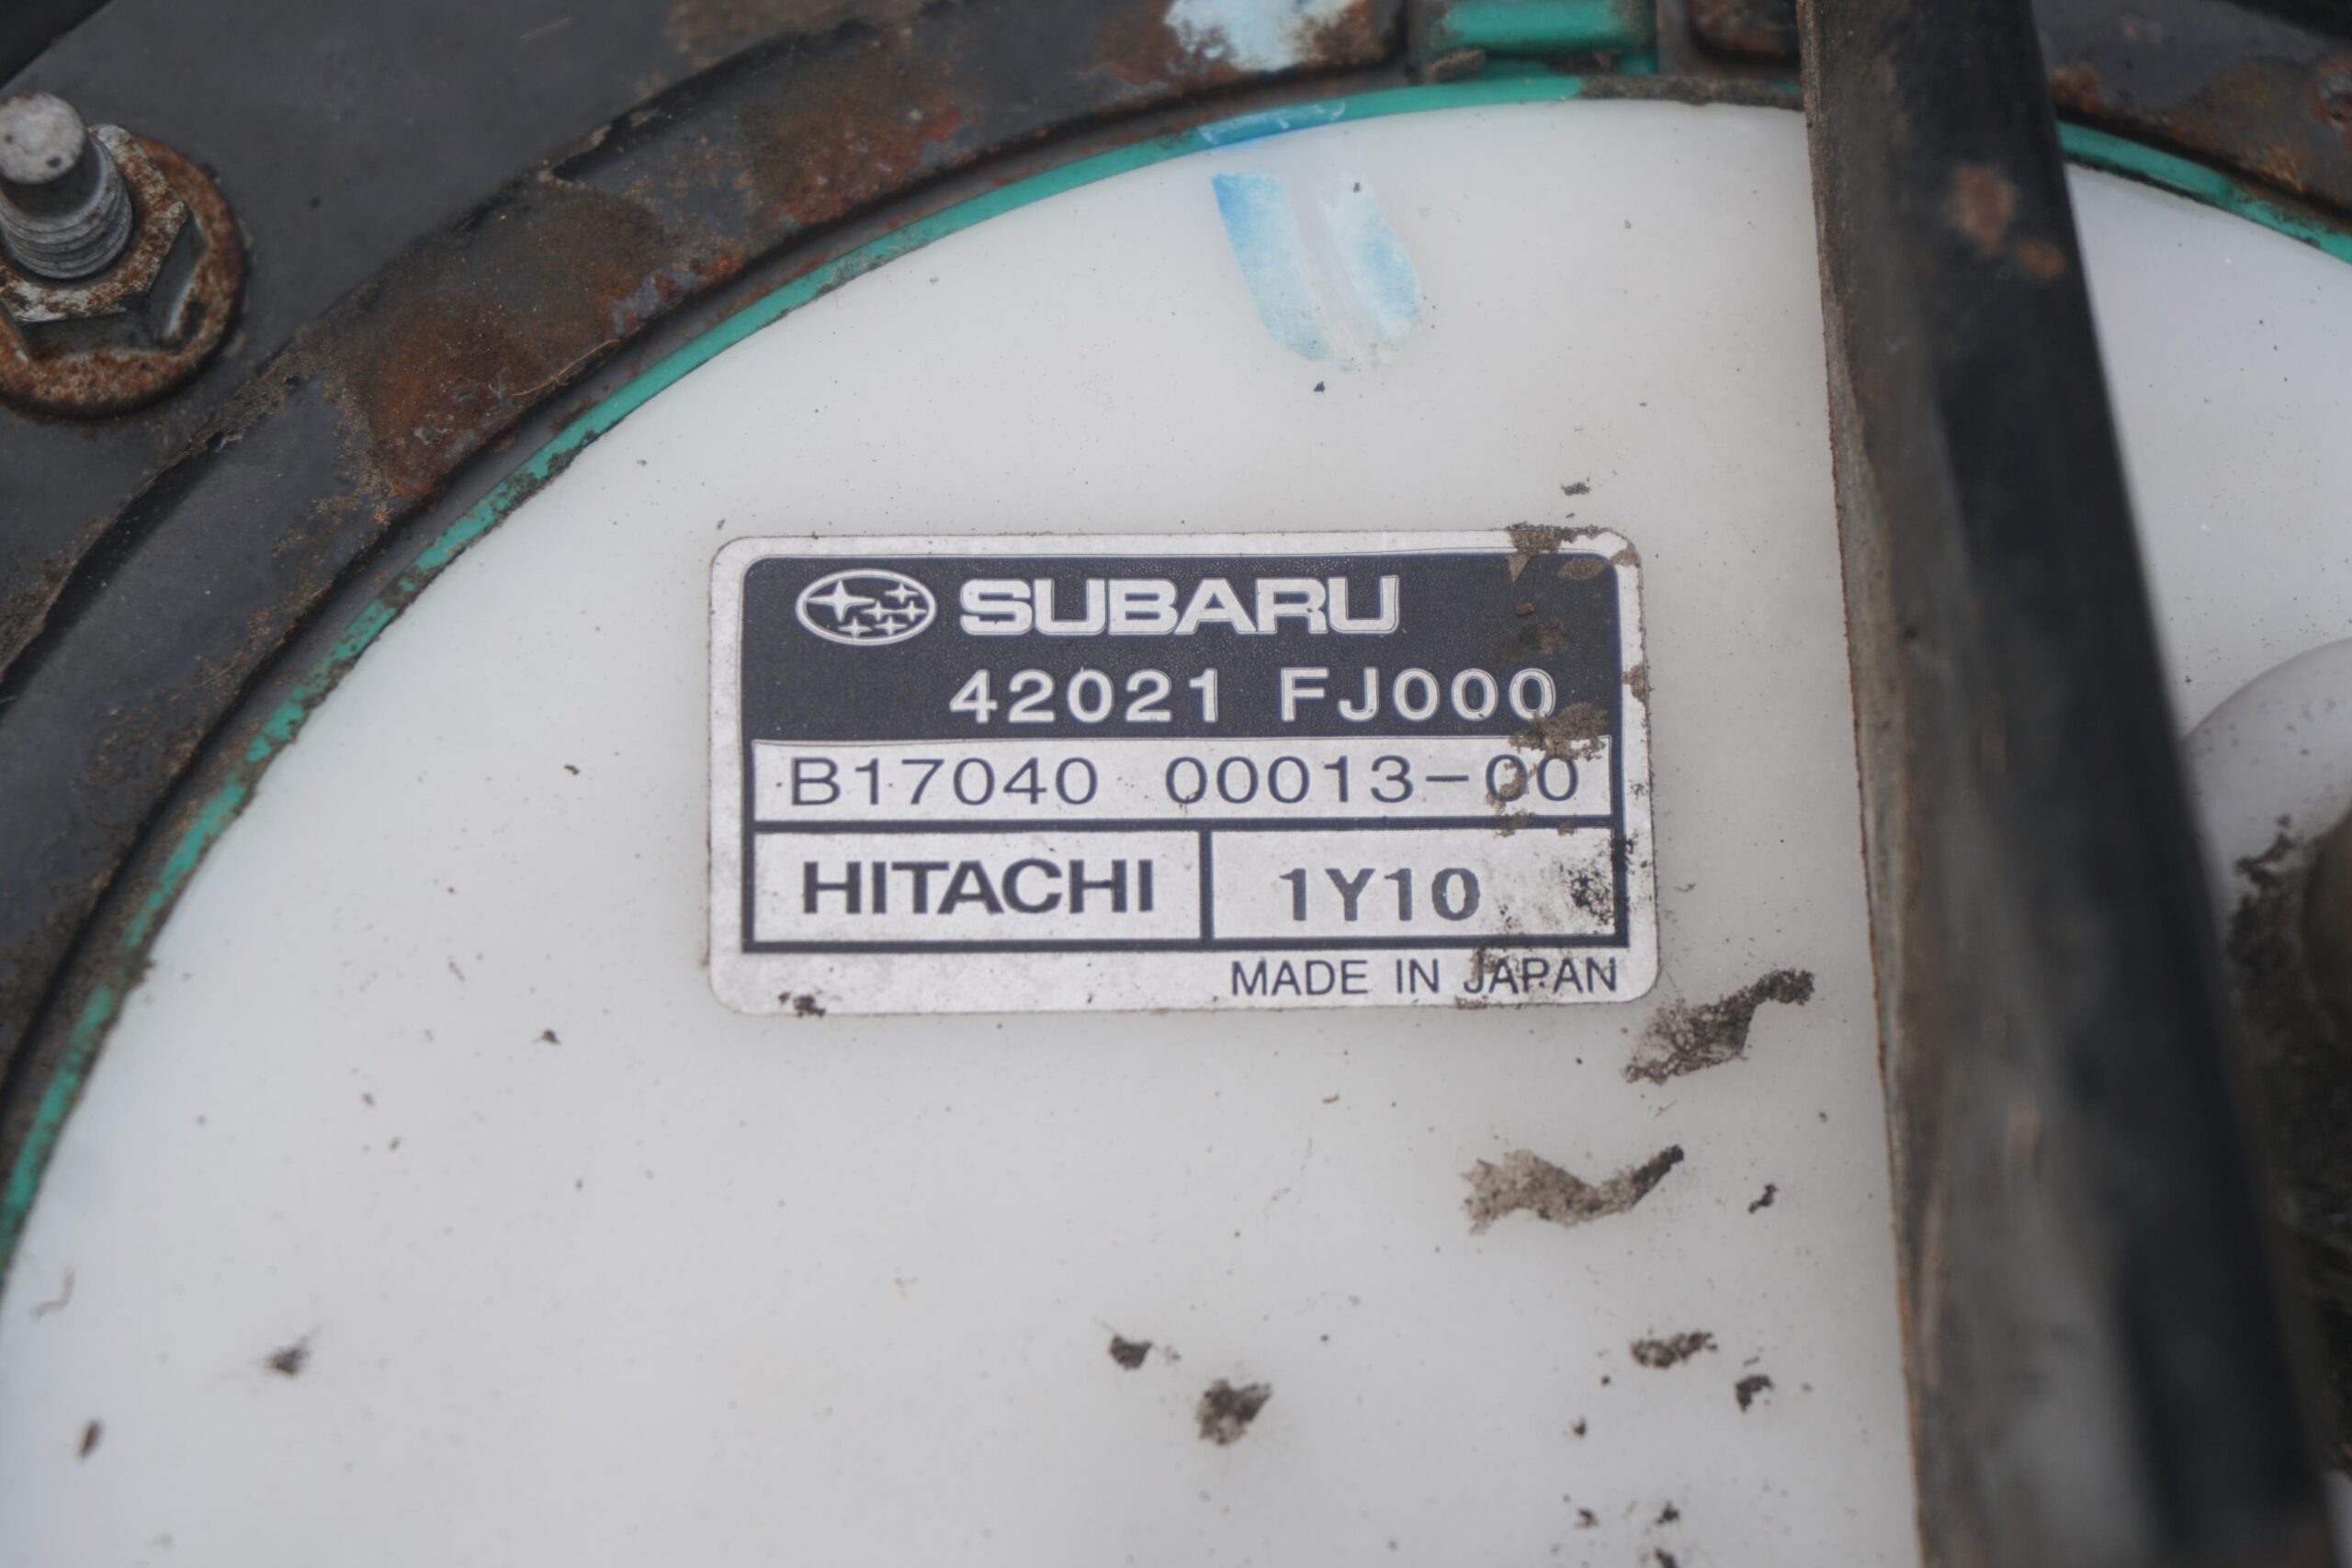 SUBARU
42021 FJ000
B17040 00013-00
HITACHI 1Y10
MADE IN JAPAN